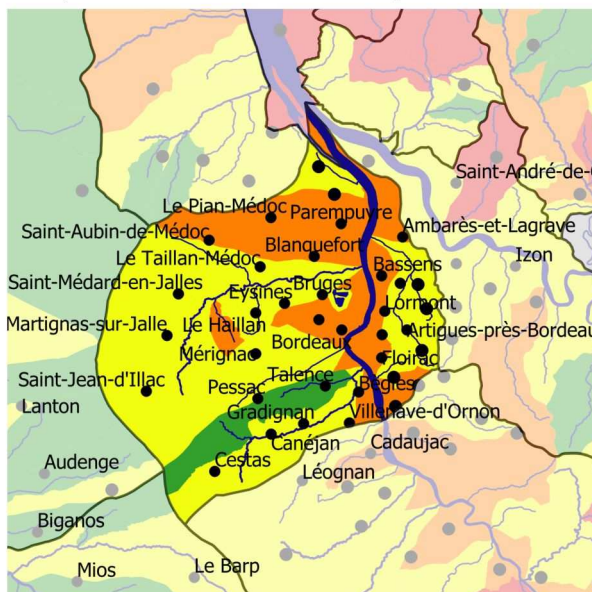 Saint-André-de-
Le Pian-Médoc
Parempuyre
Saint-Aubin-de-Médoc
Ambarès-et-Lagrave
Blanquefort
Izon
Le Taillan-Médoc
Bassens
Saint-Médard-en-Jalles
Eysines
Bruges
Lormont
Martignas-sur-Jalle
Le Haillan
Artigues-près-Bordeau
Bordeaux
Mérignac
Floirac
Saint-Jean-d'Illac
Talence
Pessac
Bègles
Lanton
Gradignan
Villenave-d'Ornon
Canéjan
Cadaujac
Audenge
Cestas
Léognan
Biganos
Mios
Le Barp